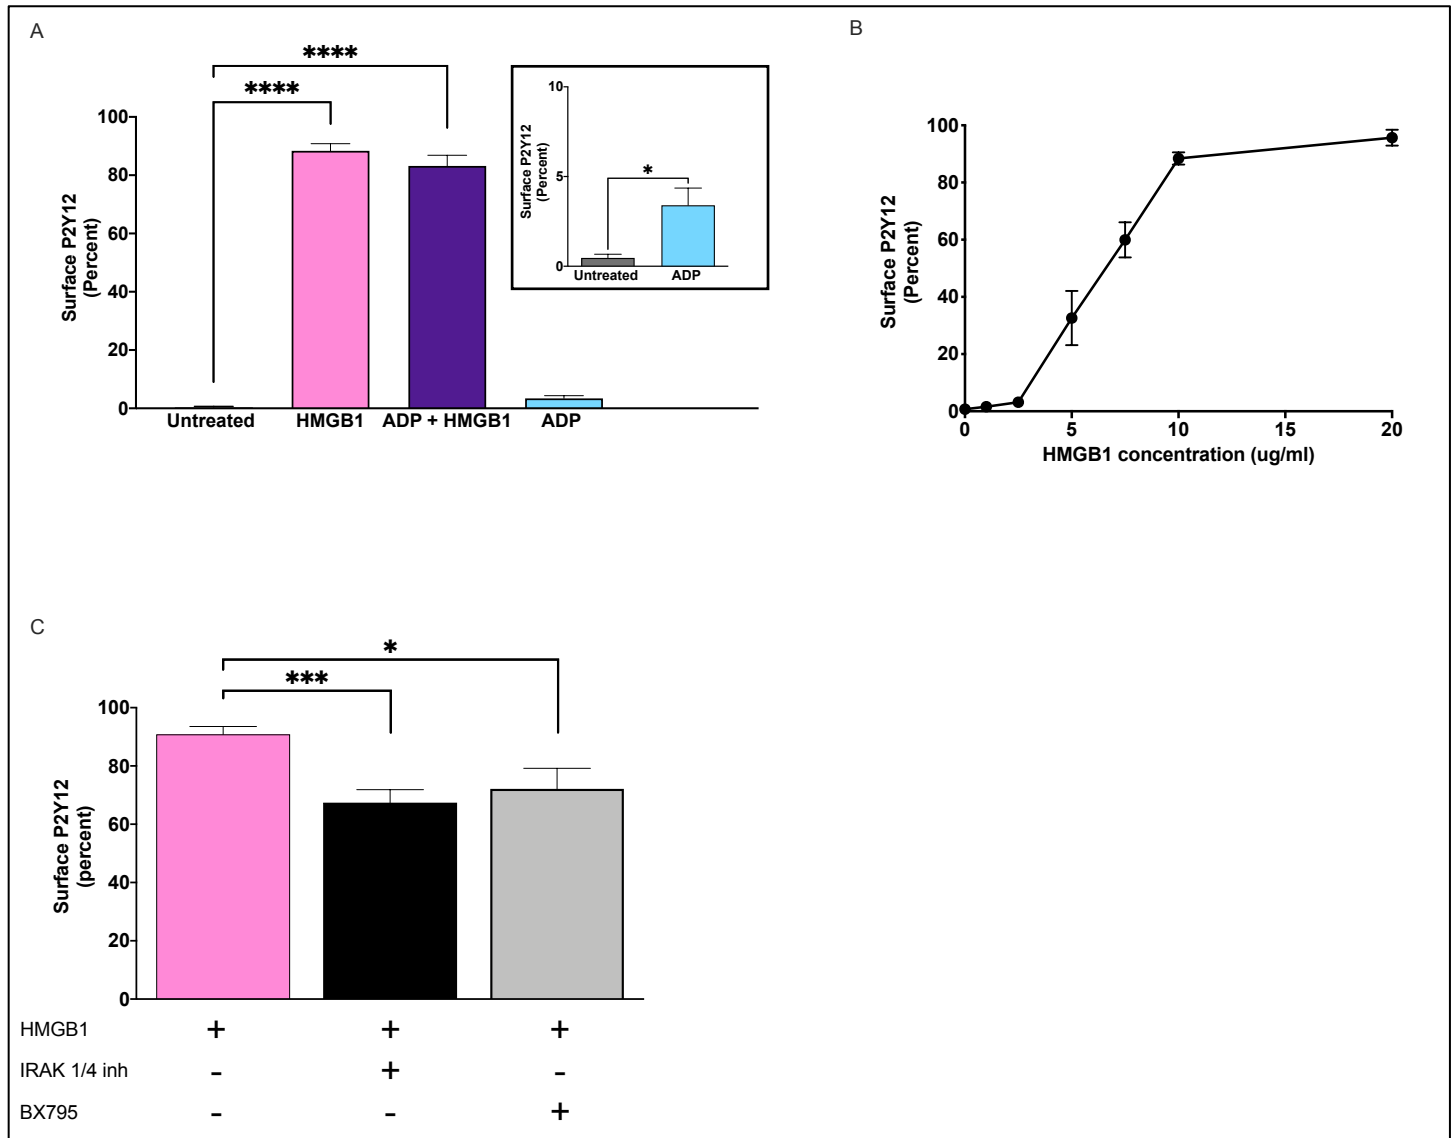 A
****
****
100
80
60
40
20
0
Surface P2Y12
(Percent)
Untreated
HMGB1
ADP + HMGB1
ADP
10
5
0
Surface P2Y12
(Percent)
*
Untreated
ADP
B
100
80
60
40
20
0
Surface P2Y12
(Percent)
0
5
10
15
20
HMGB1 concentration (ug/ml)
C
*
***
100
80
60
40
20
0
Surface P2Y12
(percent)
HMGB1 + + +
IRAK 1/4 inh - + -
BX795 - - +